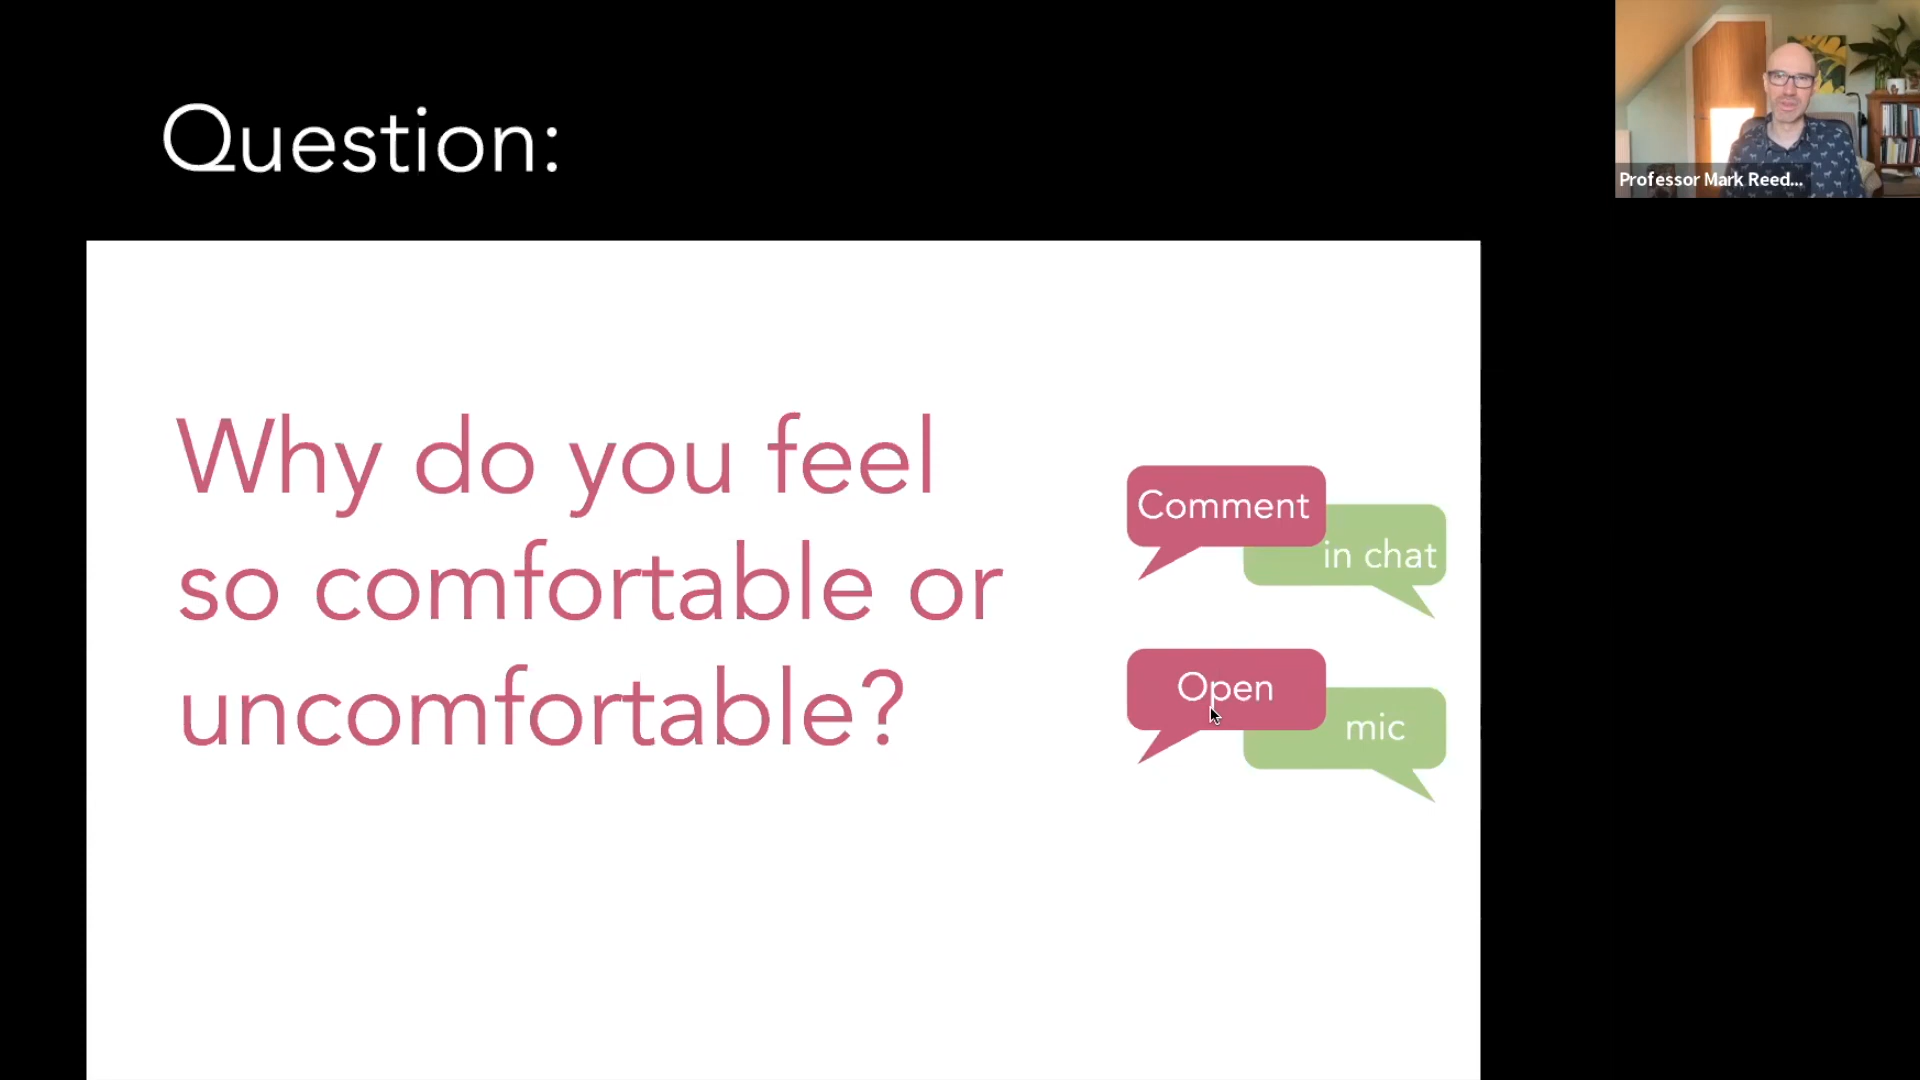 Question:
Professor Mark Reed...
Why do you feel
so comfortable or
uncomfortable?
Comment
in chat
Open
mic